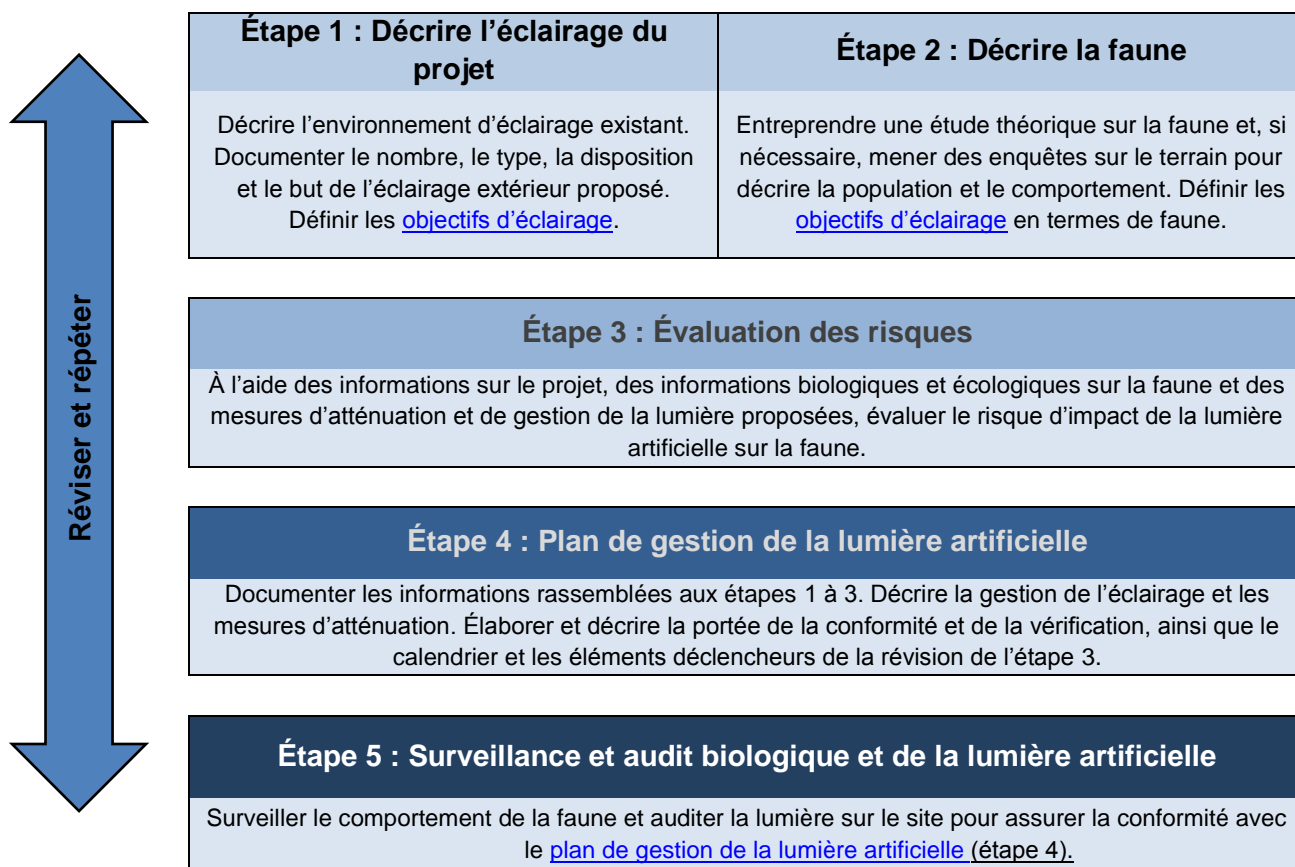 Étape 1 : Décrire l'éclairage du
projet
Décrire l'environnement d'éclairage existant.
Documenter le nombre, le type, la disposition
et le but de l'éclairage extérieur proposé.
Définir les objectifs d'éclairage.
Étape 2 : Décrire la faune
Entreprendre une étude théorique sur la faune et, si
nécessaire, mener des enquêtes sur le terrain pour
décrire la population et le comportement. Définir les
objectifs d'éclairage en termes de faune.
Réviser et répéter
Étape 3 : Évaluation des risques
À l'aide des informations sur le projet, des informations biologiques et écologiques sur la faune et des
mesures d'atténuation et de gestion de la lumière proposées, évaluer le risque d'impact de la lumière
artificielle sur la faune.
Étape 4 : Plan de gestion de la lumière artificielle
Documenter les informations rassemblées aux étapes 1 à 3. Décrire la gestion de l'éclairage et les
mesures d'atténuation. Élaborer et décrire la portée de la conformité et de la vérification, ainsi que le
calendrier et les éléments déclencheurs de la révision de l'étape 3.
Étape 5 : Surveillance et audit biologique et de la lumière artificielle
Surveiller le comportement de la faune et auditer la lumière sur le site pour assurer la conformité avec
le plan de gestion de la lumière artificielle (étape 4).